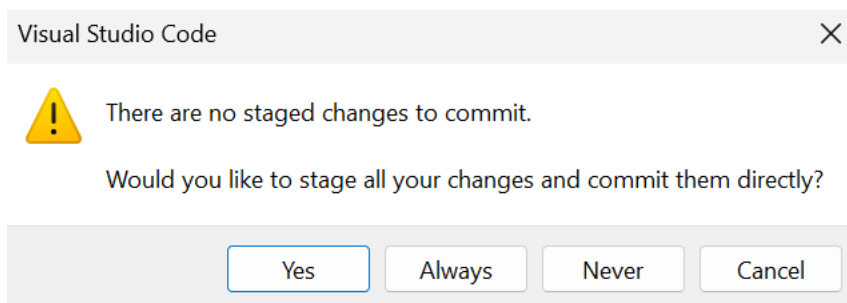 Visual Studio Code
There are no staged changes to commit.
Would you like to stage all your changes and commit them directly?
Yes Always Never Cancel